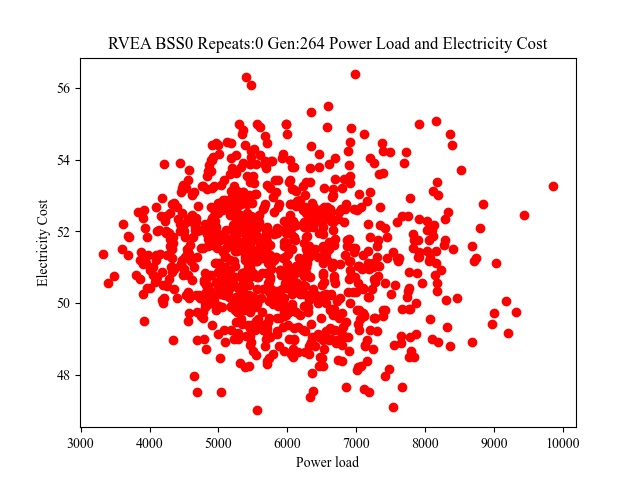 RVEA BSS0 Repeats:0 Gen:264 Power Load and Electricity Cost
56
54
52
50
48
Electricity Cost
3000 4000 5000 6000 7000 8000 9000 10000
Power load